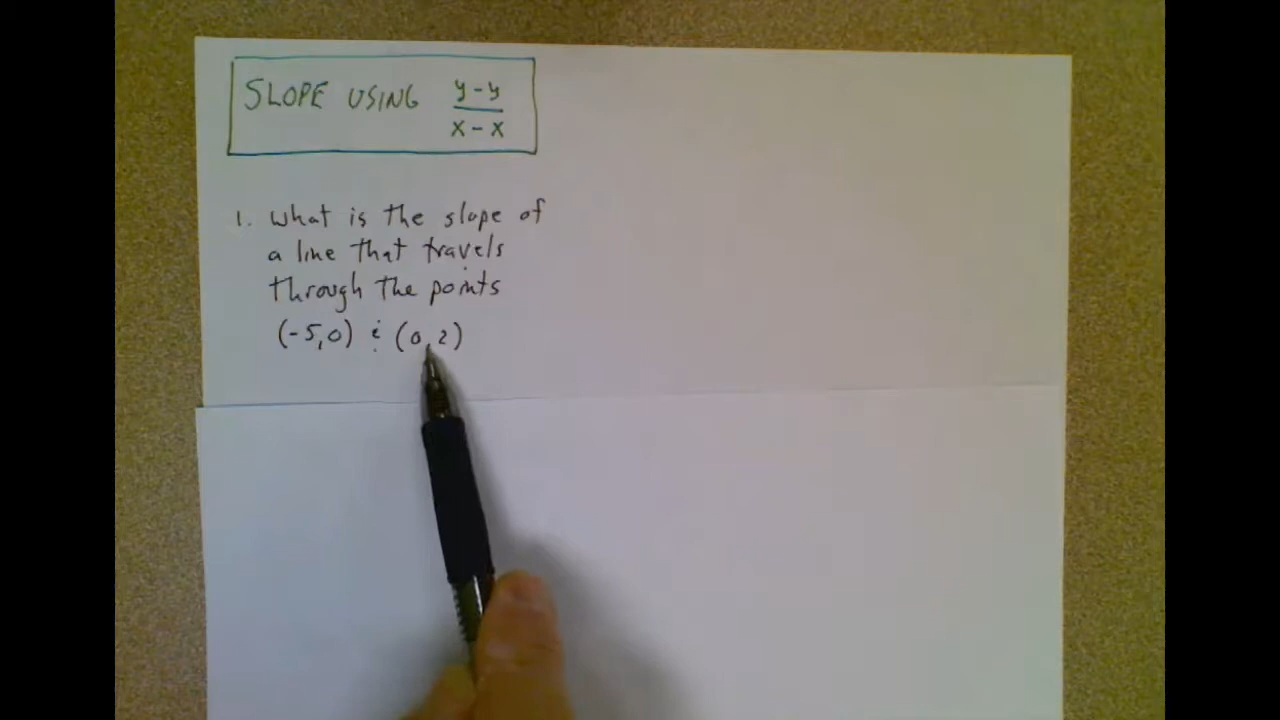 SLOPE USING y-y
x-x
1. What is the slope of
a line that travels
through the points
(-5,0) & (0,2)